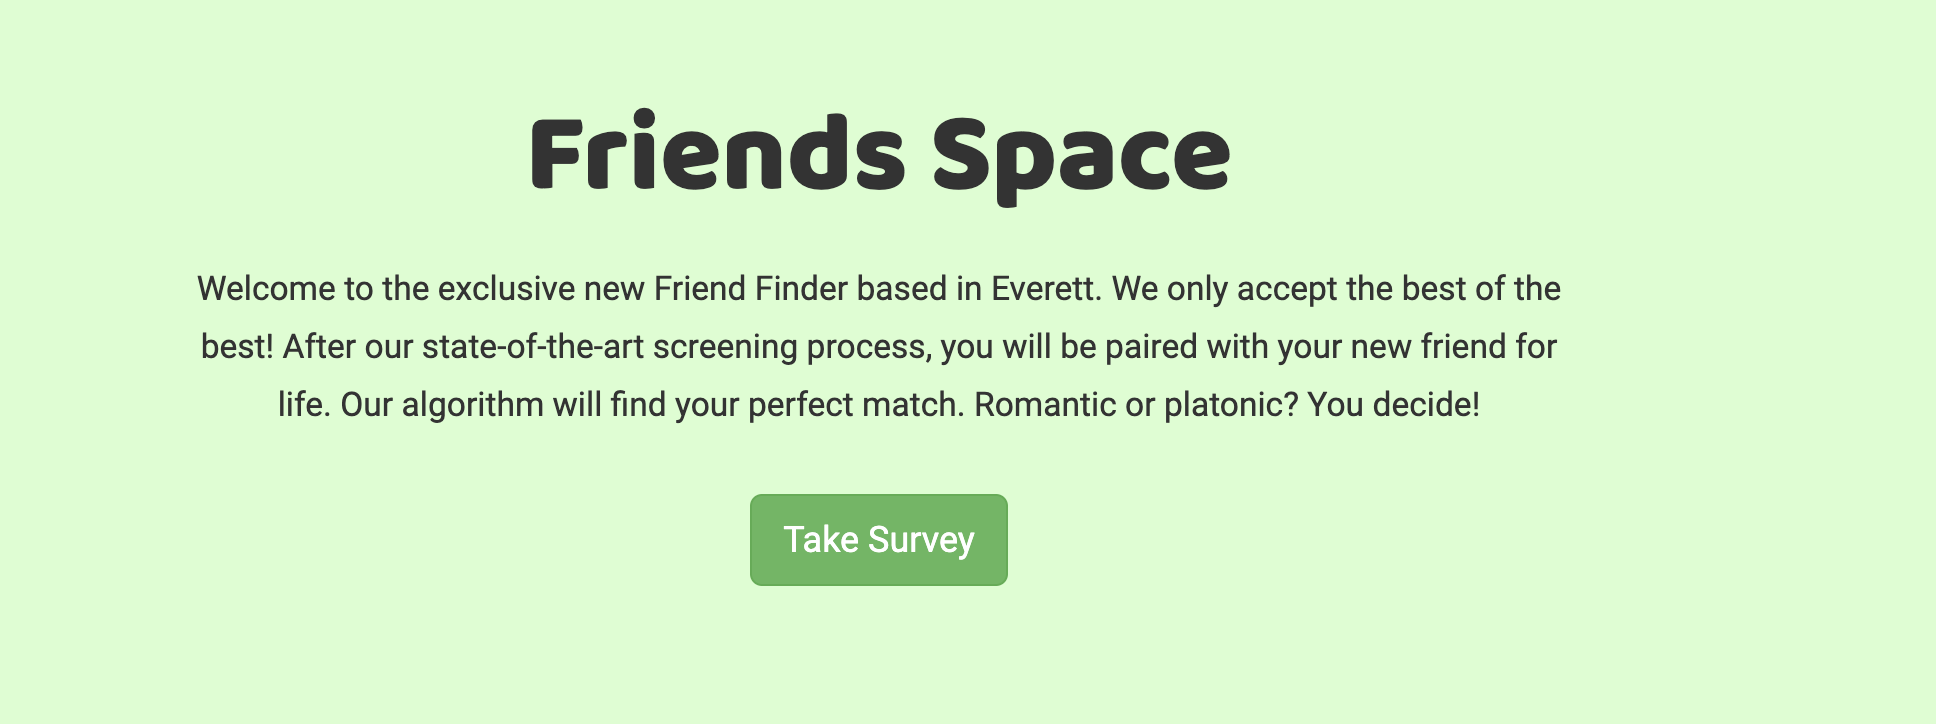 Friends Space
Welcome to the exclusive new Friend Finder based in Everett. We only accept the best of the
best! After our state-of-the-art screening process, you will be paired with your new friend for
life. Our algorithm will find your perfect match. Romantic or platonic? You decide!
Take Survey